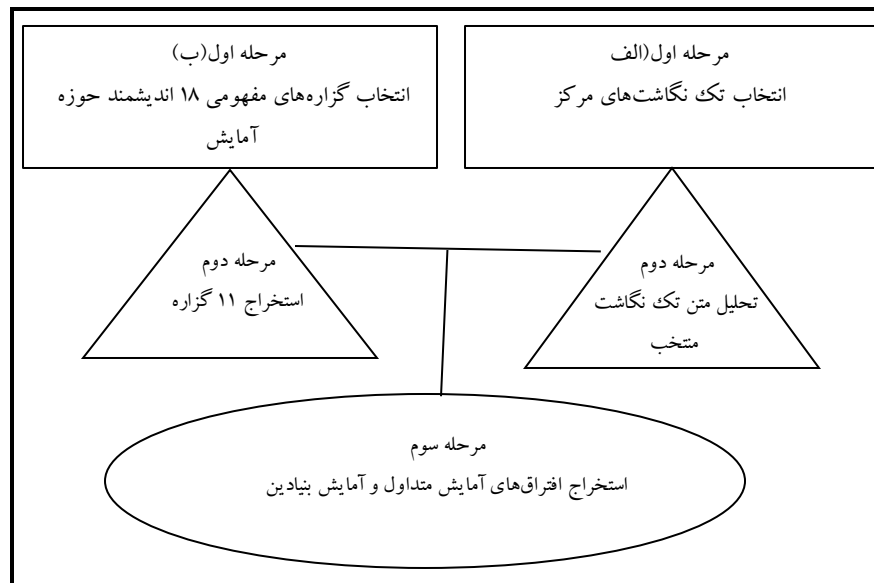 مرحله اول(الف
انتخاب تک نگاشت‌های مرکز
مرحله اول(ب)
انتخاب گزاره‌های مفهومی ۱۸ اندیشمند حوزه
آمایش
مرحله دوم
تحلیل متن تک نگاشت
منتخب
مرحله دوم
استخراج ۱۱ گزاره
مرحله سوم
استخراج افتراق‌های آمایش متداول و آمایش بنیادین